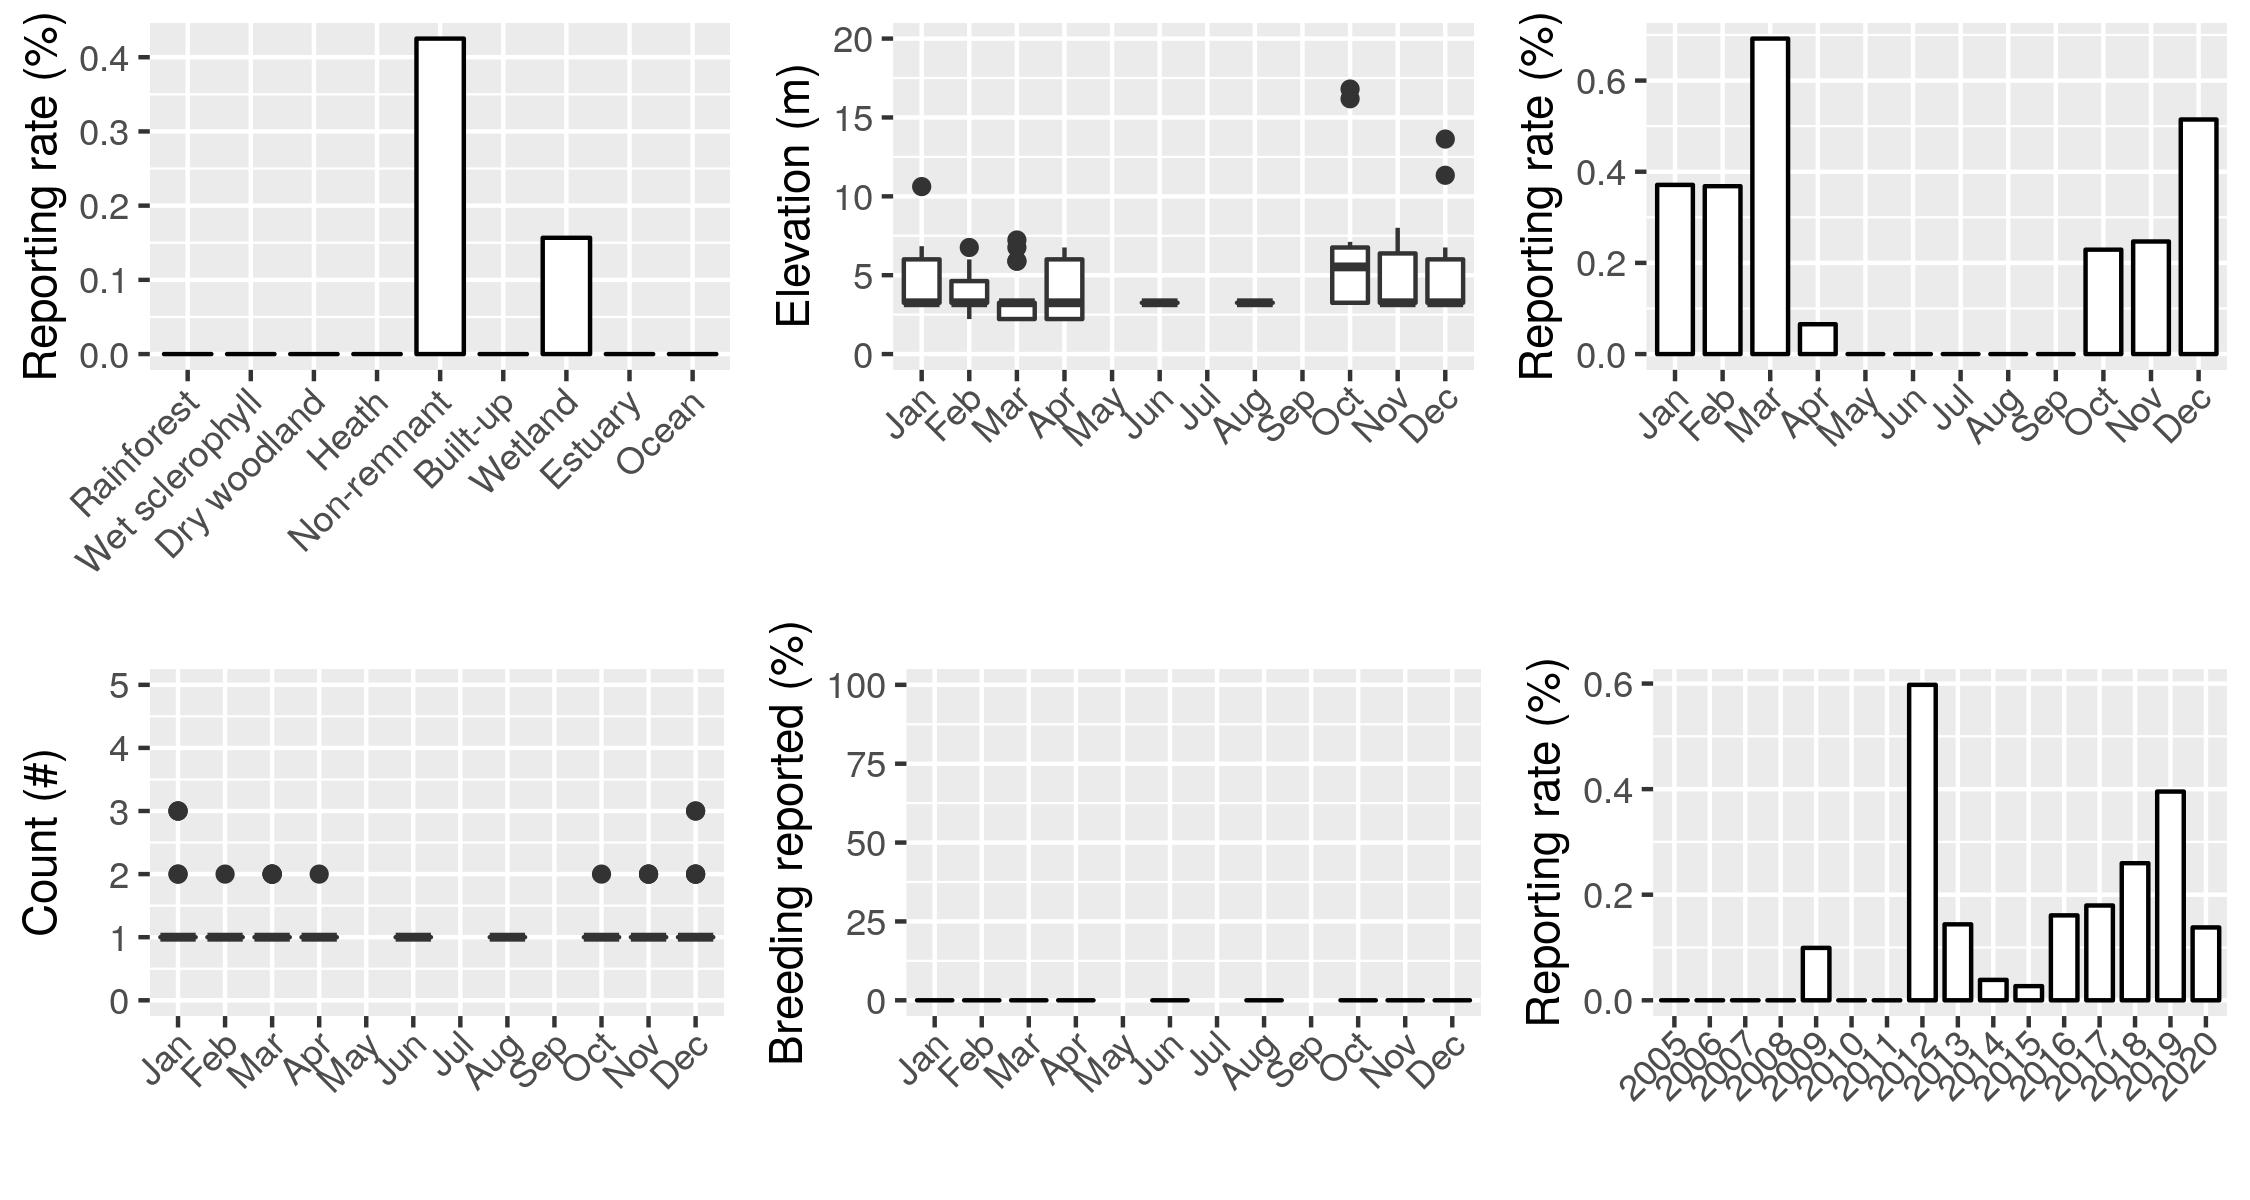 Reporting rate (%)
0.4
0.3
0.2
0.1
0.0
Rainforest
Wet sclerophyll
Dry woodland
Heath
Non-remnant
Built-up
Wetland
Estuary
Ocean
Elevation (m)
20
15
10
5
0
Jan
Feb
Mar
Apr
May
Jun
Jul
Aug
Sep
Oct
Nov
Dec
Reporting rate (%)
0.6
0.4
0.2
0.0
Jan
Feb
Mar
Apr
May
Jun
Jul
Aug
Sep
Oct
Nov
Dec
Count (#)
5
4
3
2
1
0
Jan
Feb
Mar
Apr
May
Jun
Jul
Aug
Sep
Oct
Nov
Dec
Breeding reported (%)
100
75
50
25
0
Jan
Feb
Mar
Apr
May
Jun
Jul
Aug
Sep
Oct
Nov
Dec
Reporting rate (%)
0.6
0.4
0.2
0.0
2005
2006
2007
2008
2009
2010
2011
2012
2013
2014
2015
2016
2017
2018
2019
2020